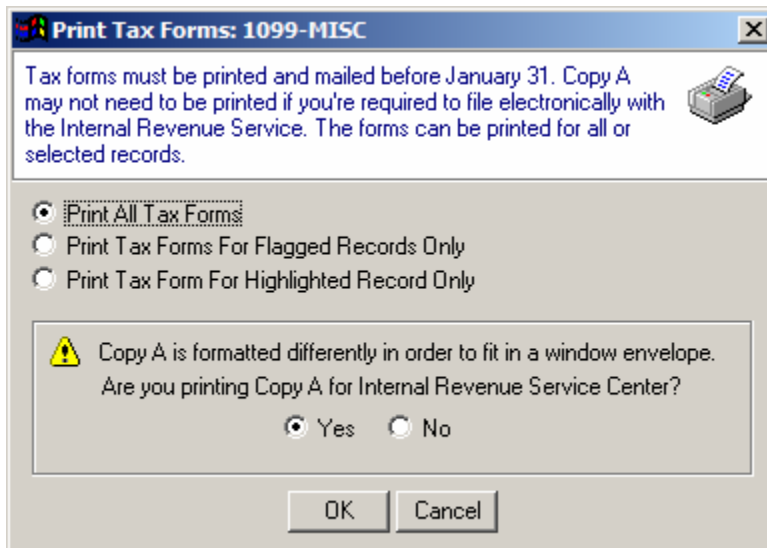 Print Tax Forms: 1099-MISC
Tax forms must be printed and mailed before January 31. Copy A
may not need to be printed if you're required to file electronically with
the Internal Revenue Service. The forms can be printed for all or
selected records.
Print All Tax Forms
Print Tax Forms For Flagged Records Only
Print Tax Form For Highlighted Record Only
Copy A is formatted differently in order to fit in a window envelope.
Are you printing Copy A for Internal Revenue Service Center?
Yes No
OK Cancel